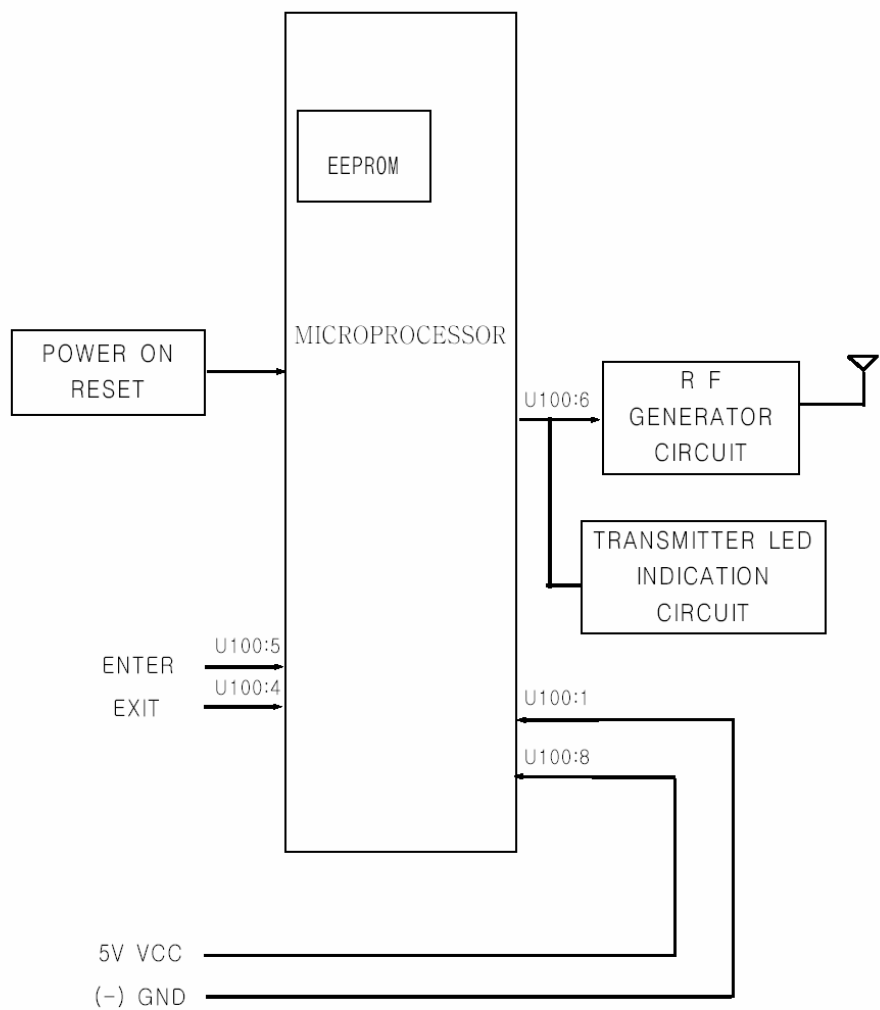 EEPROM
MICROPROCESSOR
POWER ON
RESET
U100:6
R F
GENERATOR
CIRCUIT
TRANSMITTER LED
INDICATION
CIRCUIT
ENTER
U100:5
EXIT
U100:4
U100:1
U100:8
5V VCC
(-) GND